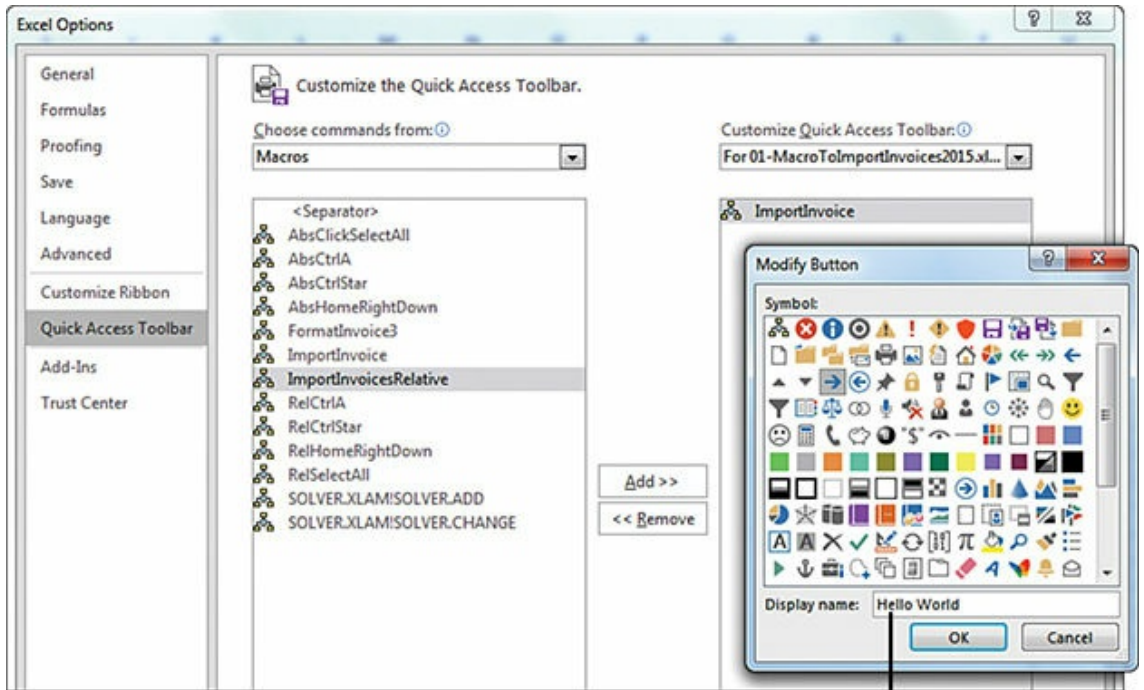 Excel Options
General
Formulas
Proofing
Save
Language
Advanced
Customize Ribbon
Quick Access Toolbar
Add-Ins
Trust Center
Customize the Quick Access Toolbar.
Choose commands from:
Macros
<Separator>
AbsClickSelectAll
AbsCtrlA
AbsCtrlStar
AbsHomeRightDown
FormatInvoice3
ImportInvoice
ImportInvoicesRelative
RelCtrlA
RelCtrlStar
RelHomeRightDown
RelSelectAll
SOLVER.XLAM!SOLVER.ADD
SOLVER.XLAM!SOLVER.CHANGE
Add >>
<< Remove
Customize Quick Access Toolbar:
For 01-MacroToImportInvoices2015.xl...
ImportInvoice
Modify Button
Symbol:
"$"
π
A A
A
Display name: Hello World
OK Cancel